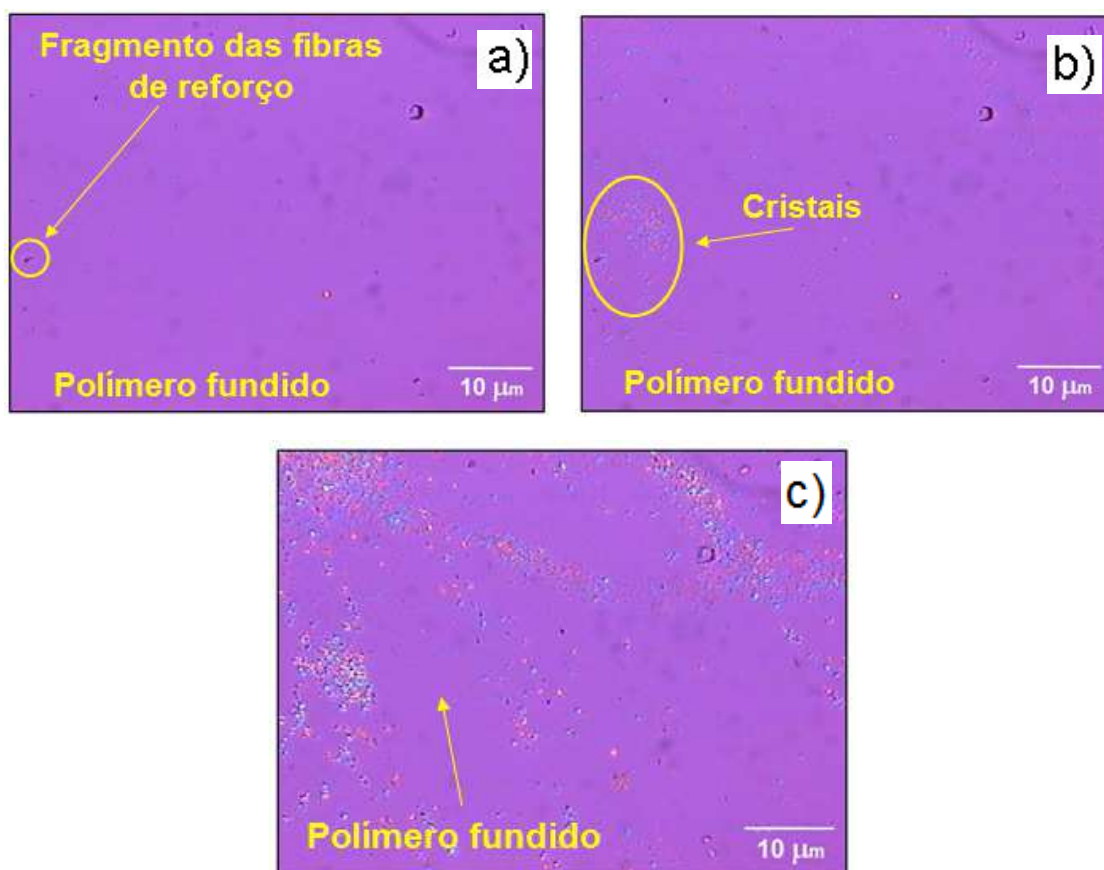 Fragmento das fibras
de reforço
a)
Polímero fundido
10 μm
b)
Cristais
Polímero fundido
10 μm
c)
Polímero fundido
10 μm